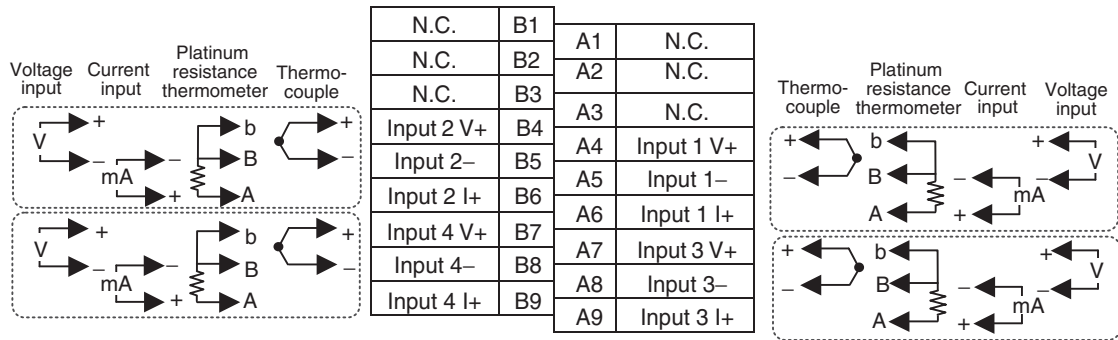 Voltage input
Current input
Platinum resistance thermometer
Thermo-couple
V
+
−
mA
−
+
b
B
A
+
−
V
+
−
mA
−
+
b
B
A
+
−
N.C. B1
N.C. B2
N.C. B3
Input 2 V+ B4
Input 2− B5
Input 2 I+ B6
Input 4 V+ B7
Input 4− B8
Input 4 I+ B9
A1 N.C.
A2 N.C.
A3 N.C.
A4 Input 1 V+
A5 Input 1−
A6 Input 1 I+
A7 Input 3 V+
A8 Input 3−
A9 Input 3 I+
Thermo-couple
Platinum resistance thermometer
Current input
Voltage input
+
−
b
B
A
−
+
mA
+
−
V
+
−
b
B
A
−
+
mA
+
−
V